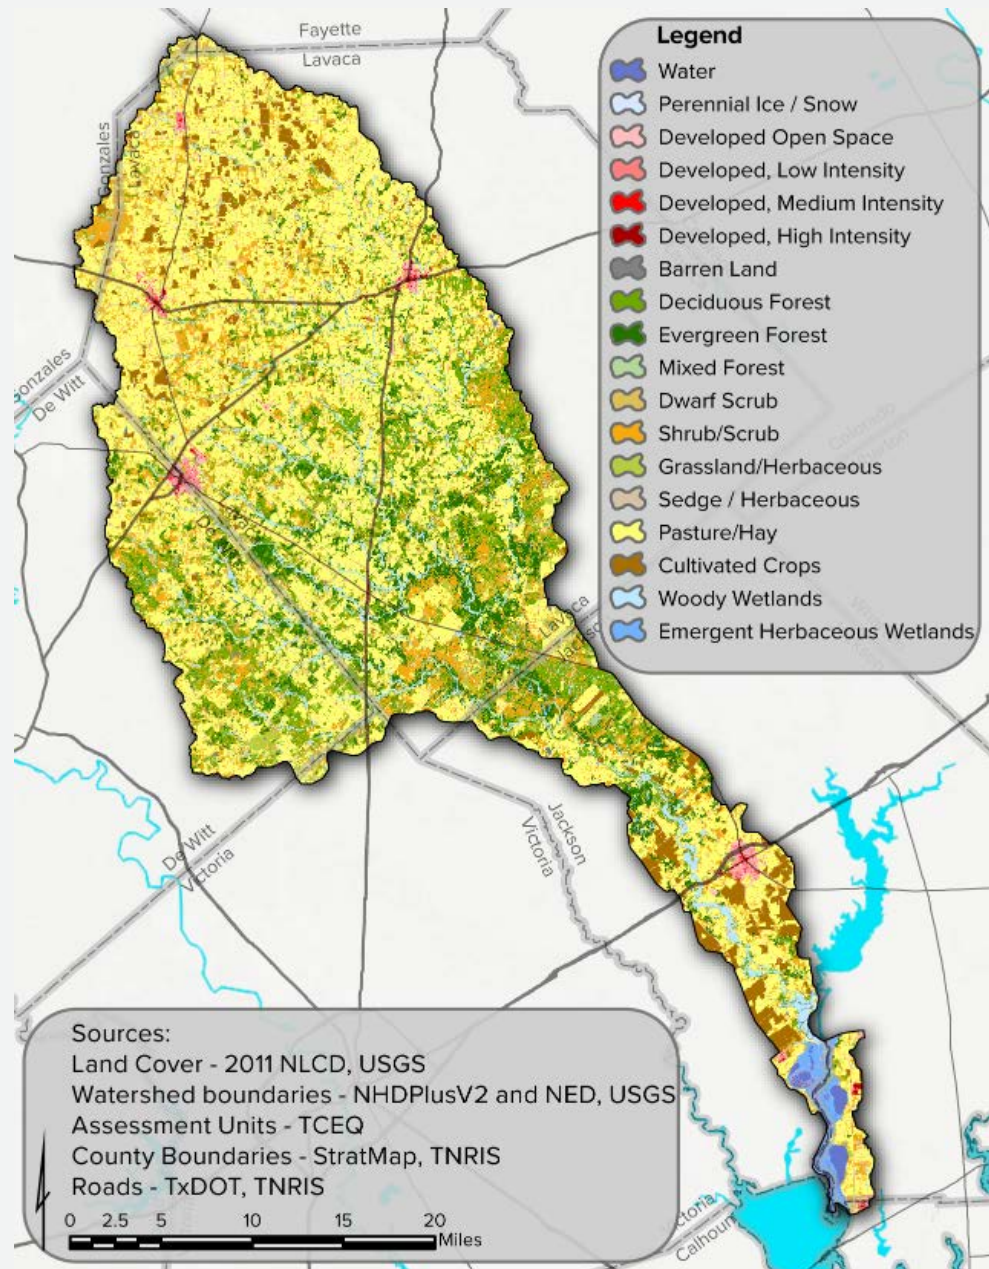 Fayette
Lavaca
Gonzales
Lavaca
Gonzales
De Witt
Lavaca
Jackson
Victoria
De Witt
Victoria
Victoria
Calhoun
Colorado
Wharton
Legend
Water
Perennial Ice / Snow
Developed Open Space
Developed, Low Intensity
Developed, Medium Intensity
Developed, High Intensity
Barren Land
Deciduous Forest
Evergreen Forest
Mixed Forest
Dwarf Scrub
Shrub/Scrub
Grassland/Herbaceous
Sedge / Herbaceous
Pasture/Hay
Cultivated Crops
Woody Wetlands
Emergent Herbaceous Wetlands
Sources:
Land Cover - 2011 NLCD, USGS
Watershed boundaries - NHDPlusV2 and NED, USGS
Assessment Units - TCEQ
County Boundaries - StratMap, TNRIS
Roads - TxDOT, TNRIS
0 2.5 5 10 15 20
Miles